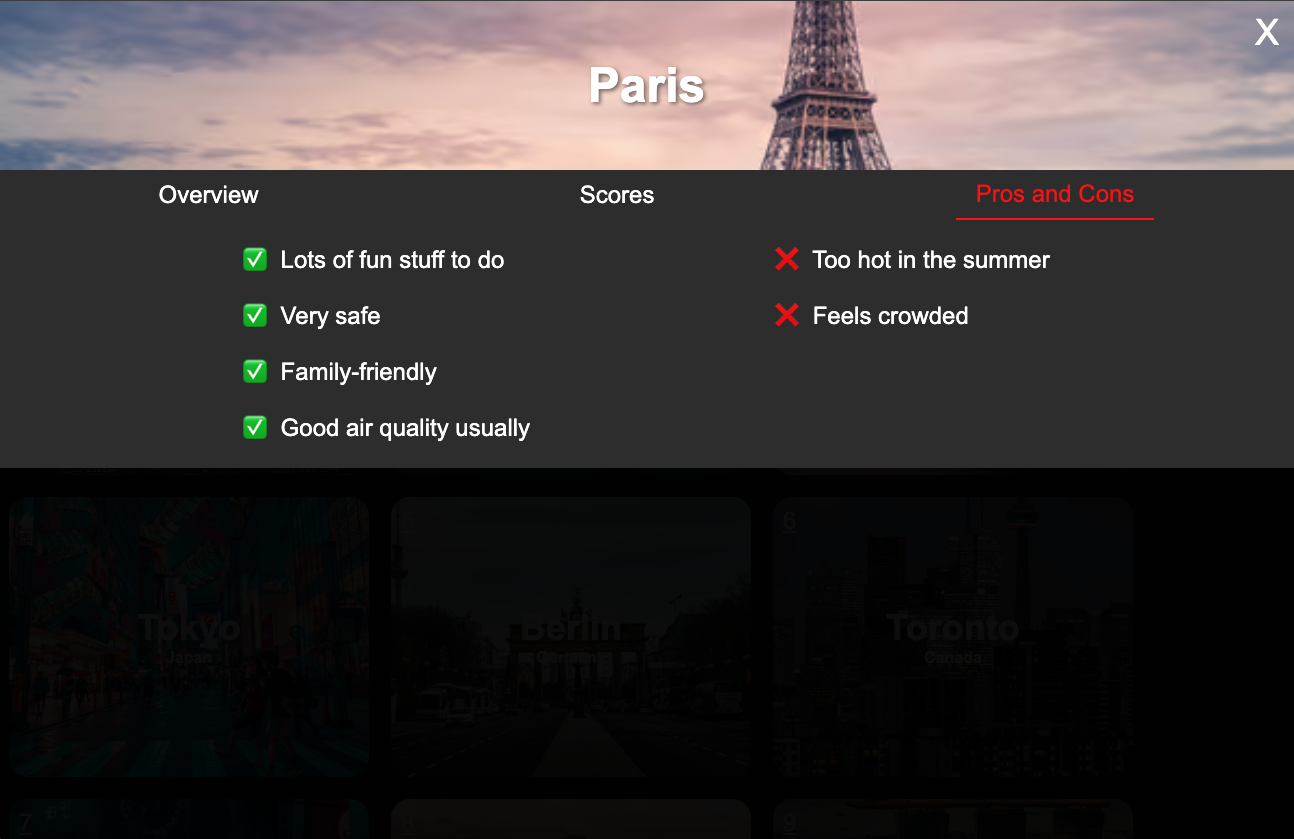 X
Paris
Overview Scores Pros and Cons
Lots of fun stuff to do
Very safe
Family-friendly
Good air quality usually
Too hot in the summer
Feels crowded
6
Tokyo
Japan
Berlin
Germany
Toronto
Canada
7
8
9